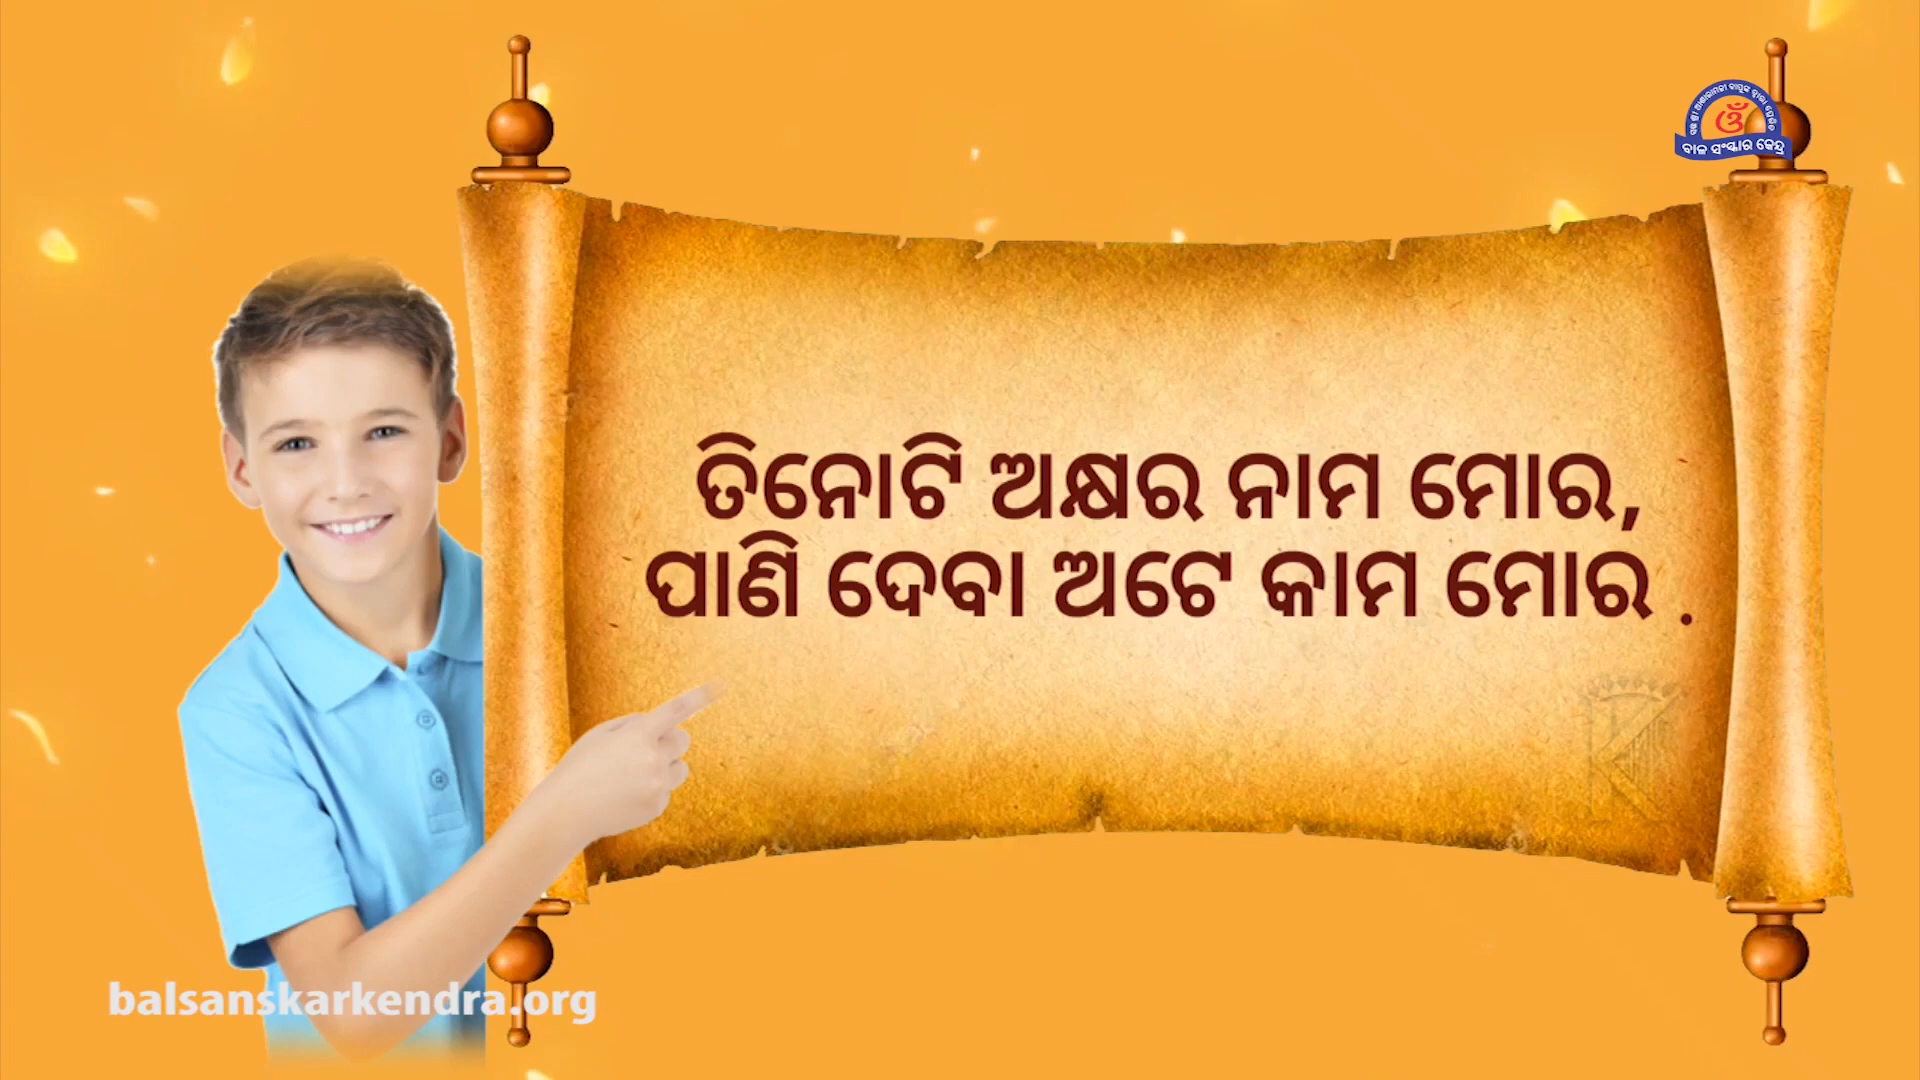 ବାଳ ସଂସ୍କାର କେନ୍ଦ୍ର
ତିନୋଟି ଅକ୍ଷର ନାମ ମୋର,
ପାଣି ଦେବା ଅଟେ କାମ ମୋର .
balsanskarkendra.org